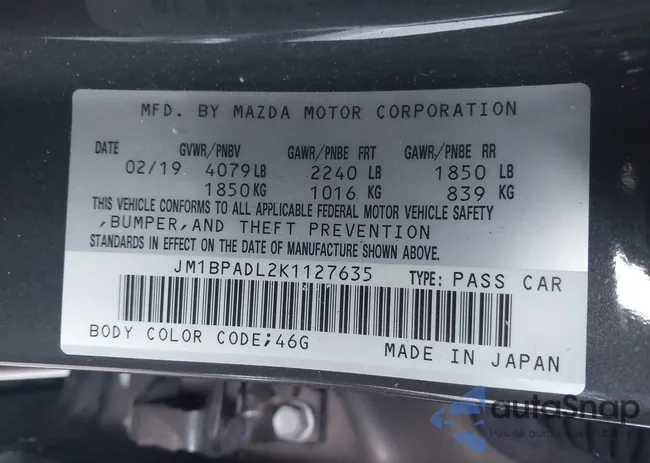 MFD. BY MAZDA MOTOR CORPORATION
DATE GVWR/PNBV GAWR/PNBE FRT GAWR/PNBE RR
02/19 4079LB 2240 LB 1850 LB
1850KG 1016 KG 839 KG
THIS VEHICLE CONFORMS TO ALL APPLICABLE FEDERAL MOTOR VEHICLE SAFETY
,BUMPER,AND THEFT PREVENTION
STANDARDS IN EFFECT ON THE DATE OF MANUFACTURE SHOWN ABOVE.
JM1BPADL2K1127635 TYPE: PASS CAR
BODY COLOR CODE;46G MADE IN JAPAN
autoSnap
Pewne auto